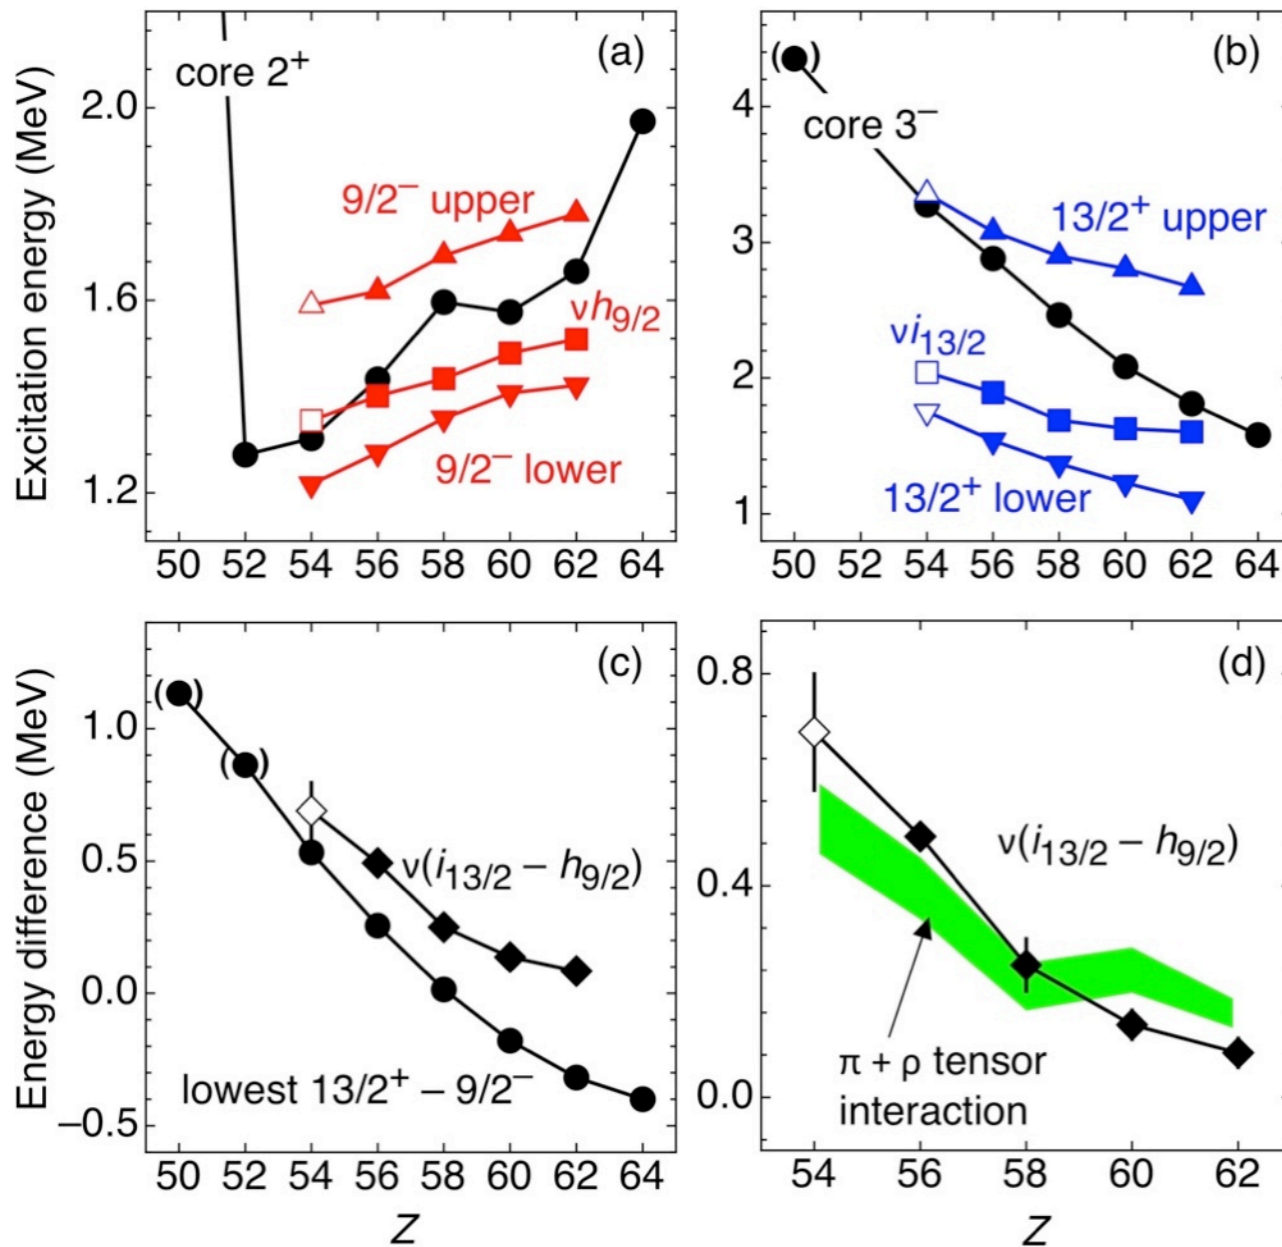 (a)
core 2⁺
2.0
9/2⁻ upper
1.6
νh9/2
9/2⁻ lower
1.2
50 52 54 56 58 60 62 64
Excitation energy (MeV)
(b)
( )
4
core 3⁻
13/2⁺ upper
3
νi13/2
2
13/2⁺ lower
1
50 52 54 56 58 60 62 64
(c)
( )
1.0
( )
0.5
ν(i13/2 – h9/2)
0.0
lowest 13/2⁺ – 9/2⁻
–0.5
50 52 54 56 58 60 62 64
Z
Energy difference (MeV)
(d)
0.8
ν(i13/2 – h9/2)
0.4
π + ρ tensor
interaction
0.0
54 56 58 60 62
Z